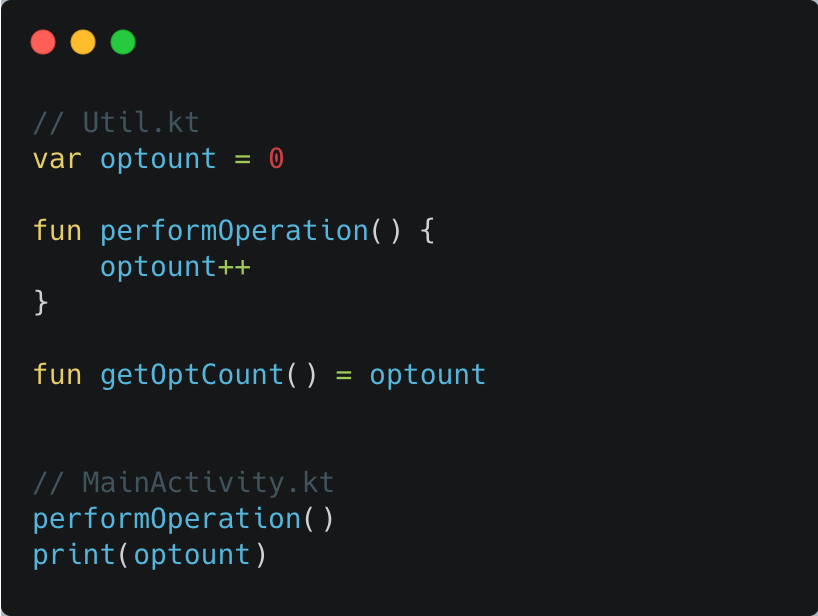 // Util.kt
var optount = 0
fun performOperation() {
    optount++
}
fun getOptCount() = optount
// MainActivity.kt
performOperation()
print(optount)